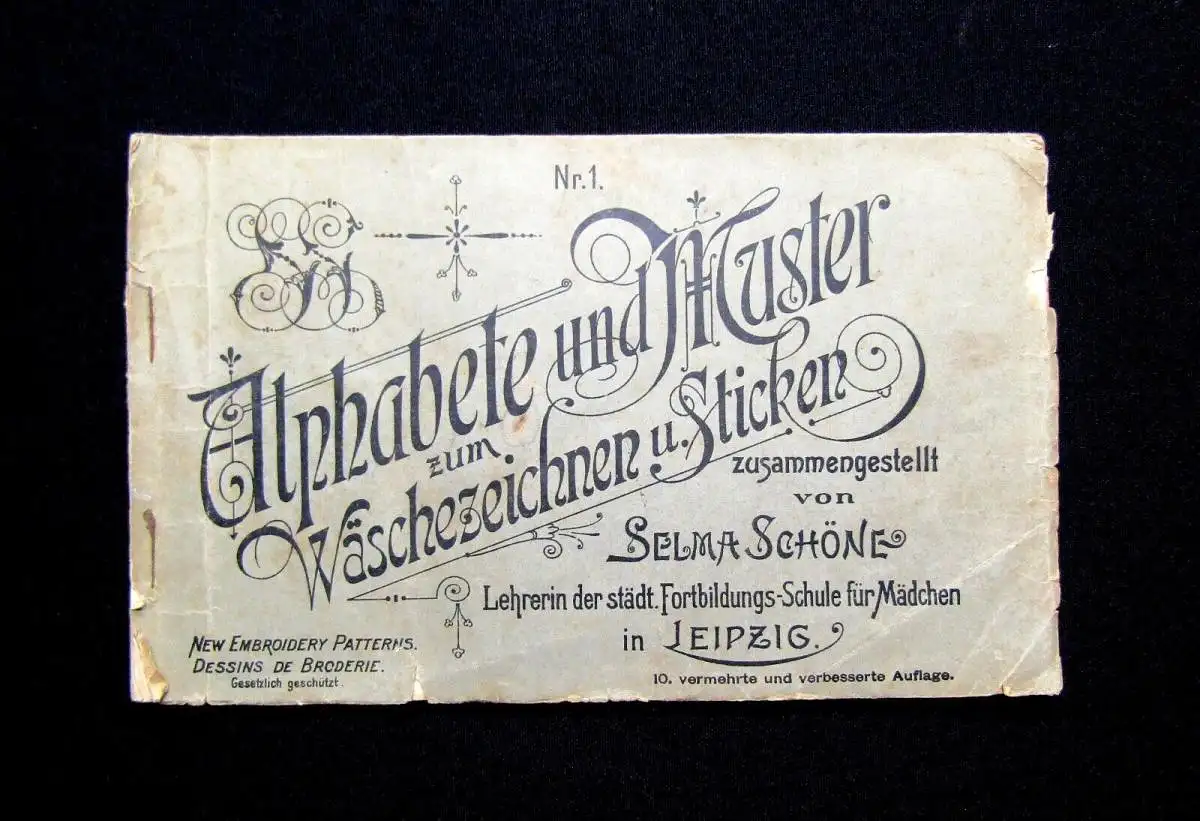 Nr. 1.
Alphabete und Muster
zum
Wäschezeichnen u. Sticken
zusammengestellt
von
SELMA SCHÖNE
Lehrerin der städt. Fortbildungs-Schule für Mädchen
in LEIPZIG.
NEW EMBROIDERY PATTERNS.
DESSINS DE BRODERIE.
Gesetzlich geschützt.
10. vermehrte und verbesserte Auflage.